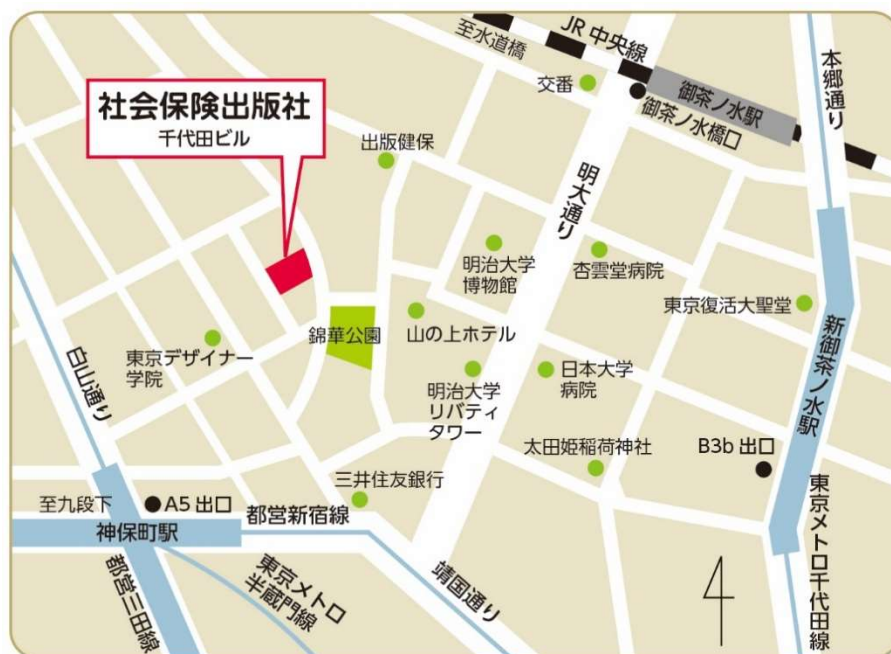 JR 中央線
至水道橋
社会保険出版社
千代田ビル
交番
御茶ノ水駅
御茶ノ水橋口
本郷通り
出版健保
明大通り
明治大学
博物館
杏雲堂病院
東京復活大聖堂
錦華公園
山の上ホテル
東京デザイナー
学院
白山通り
明治大学
リバティ
タワー
日本大学
病院
新御茶ノ水駅
太田姫稲荷神社
B3b 出口
三井住友銀行
至九段下
A5 出口
都営新宿線
神保町駅
東京メトロ
半蔵門線
都営三田線
靖国通り
東京メトロ千代田線